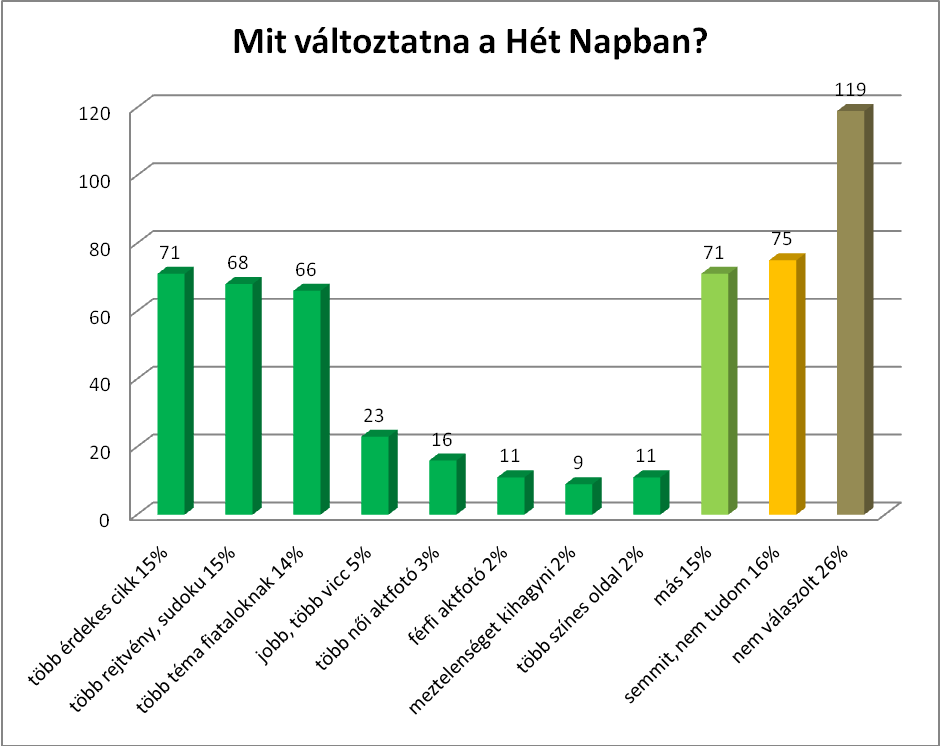 Mit változtatna a Hét Napban?
120
100
80
60
40
20
0
71
68
66
23
16
11
9
11
71
75
119
több érdekes cikk 15%
több rejtvény, sudoku 15%
több téma fiataloknak 14%
jobb, több vicc 5%
több női aktfotó 3%
férfi aktfotó 2%
meztelenséget kihagyni 2%
több színes oldal 2%
más 15%
semmit, nem tudom 16%
nem válaszolt 26%